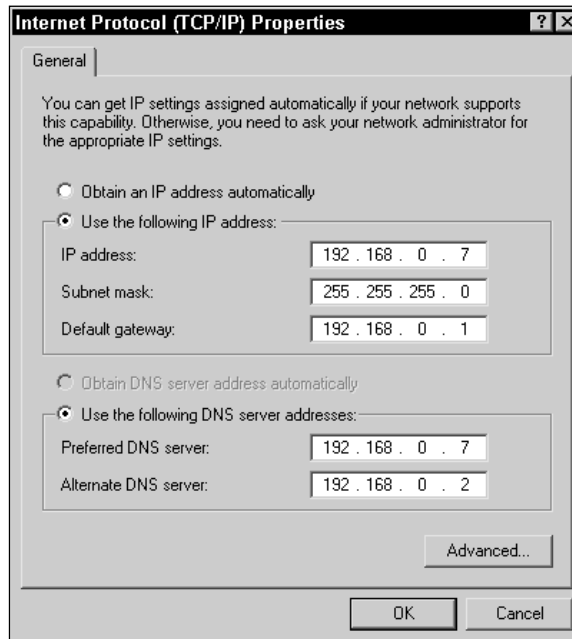 Internet Protocol (TCP/IP) Properties
? X
General
You can get IP settings assigned automatically if your network supports
this capability. Otherwise, you need to ask your network administrator for
the appropriate IP settings.
Obtain an IP address automatically
Use the following IP address:
IP address: 192 . 168 . 0 . 7
Subnet mask: 255 . 255 . 255 . 0
Default gateway: 192 . 168 . 0 . 1
Obtain DNS server address automatically
Use the following DNS server addresses:
Preferred DNS server: 192 . 168 . 0 . 7
Alternate DNS server: 192 . 168 . 0 . 2
Advanced...
OK Cancel